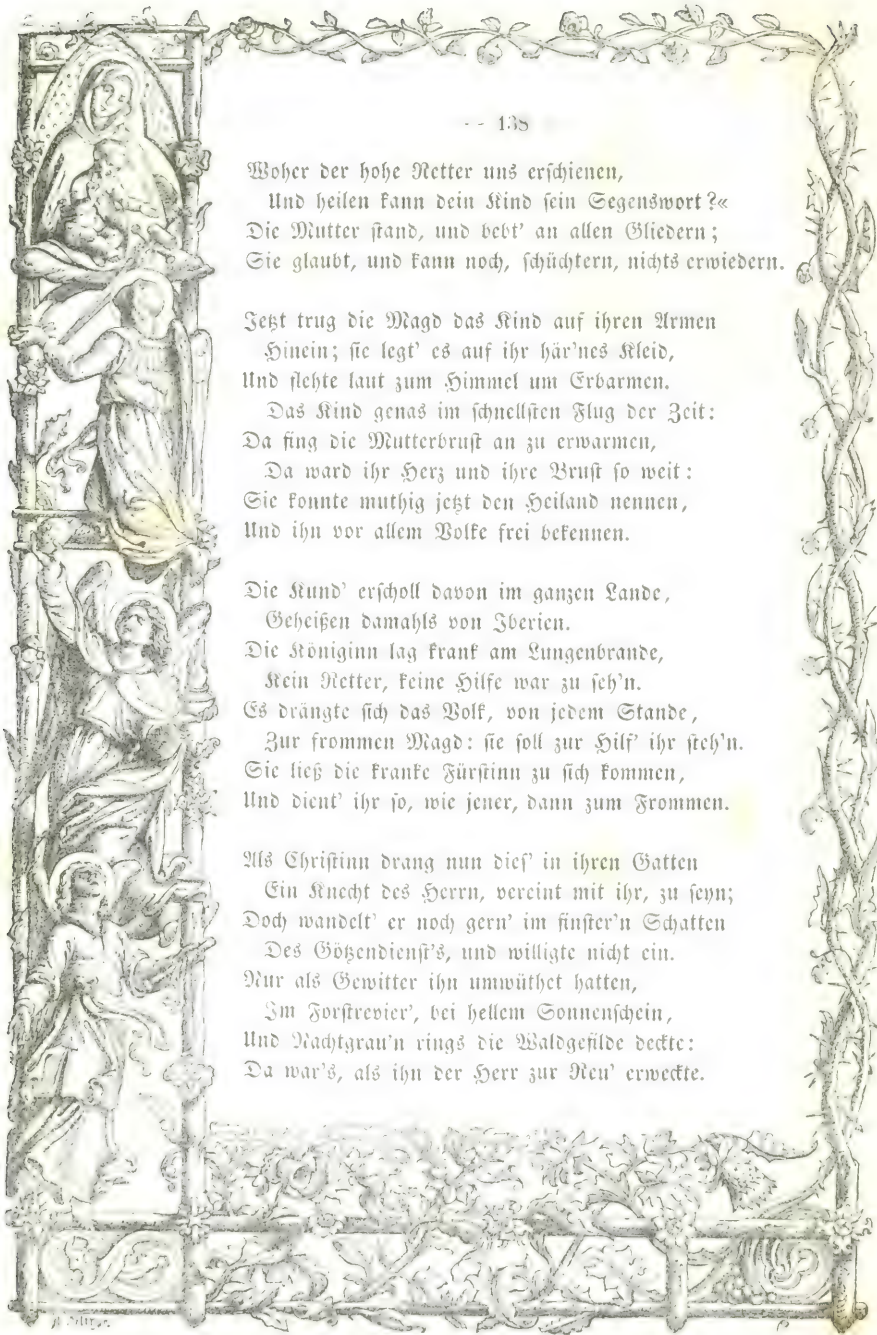 138
Woher der hohe Retter uns erschienen,
Und heilen kann dein Kind sein Segenswort?«
Die Mutter stand, und bebt' an allen Gliedern;
Sie glaubt, und kann noch, schüchtern, nichts erwiedern.
Jetzt trug die Magd das Kind auf ihren Armen
Hinein; sie legt' es auf ihr här'nes Kleid,
Und flehte laut zum Himmel um Erbarmen.
Das Kind genas im schnellsten Flug der Zeit:
Da fing die Mutterbrust an zu erwarmen,
Da ward ihr Herz und ihre Brust so weit:
Sie konnte muthig jetzt den Heiland nennen,
Und ihn vor allem Volke frei bekennen.
Die Kund' erscholl davon im ganzen Lande,
Geheißen damahls von Iberien.
Die Königinn lag krank am Lungenbrande,
Kein Retter, keine Hilfe war zu seh'n.
Es drängte sich das Volk, von jedem Stande,
Zur frommen Magd: sie soll zur Hilf' ihr steh'n.
Sie ließ die kranke Fürstinn zu sich kommen,
Und dient' ihr so, wie jener, dann zum Frommen.
Als Christinn drang nun dies' in ihren Gatten
Ein Knecht des Herrn, vereint mit ihr, zu seyn;
Doch wandelt' er noch gern' im finster'n Schatten
Des Götzendienst's, und willigte nicht ein.
Nur als Gewitter ihn umwüthet hatten,
Im Forstrevier', bei hellem Sonnenschein,
Und Nachtgrau'n rings die Waldgefilde deckte:
Da war's, als ihn der Herr zur Reu' erweckte.